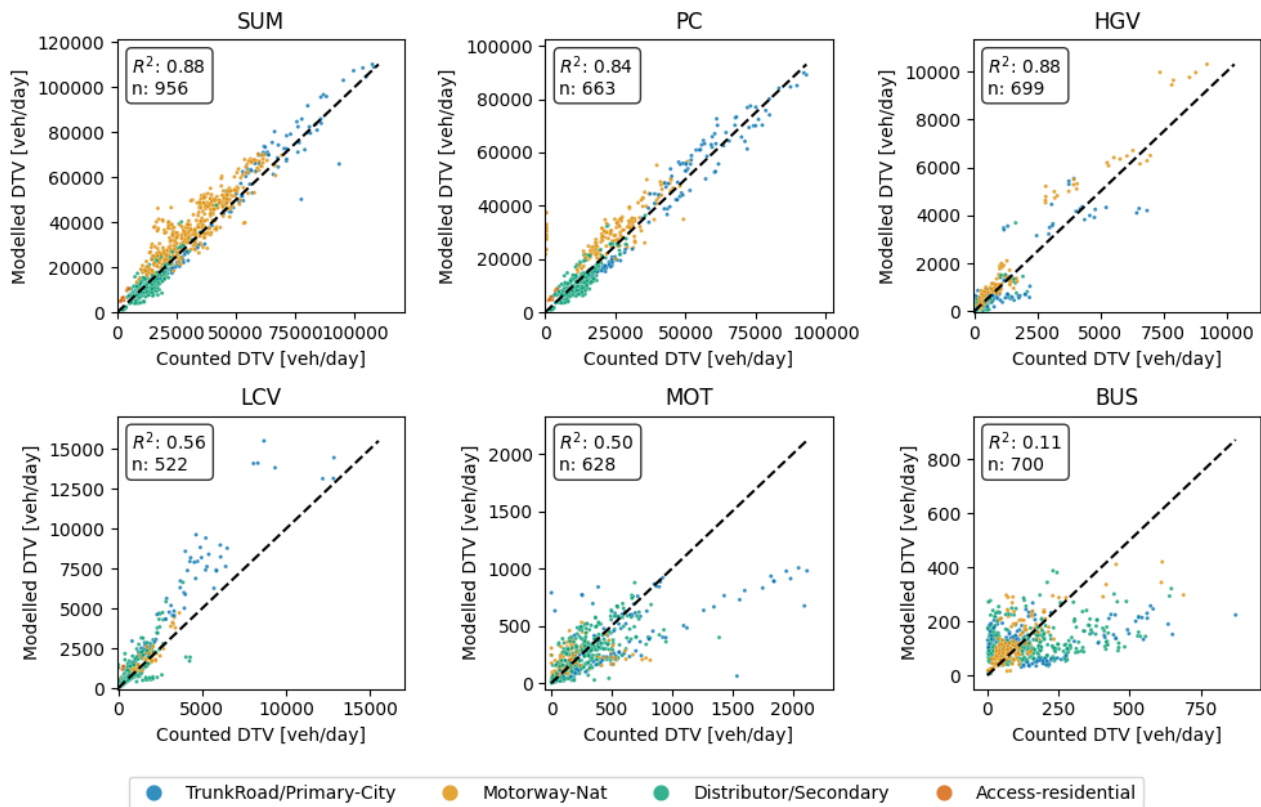 SUM
PC
HGV
R²: 0.88
n: 956
R²: 0.84
n: 663
R²: 0.88
n: 699
Modelled DTV [veh/day]
120000
100000
80000
60000
40000
20000
0
Modelled DTV [veh/day]
100000
80000
60000
40000
20000
0
Modelled DTV [veh/day]
10000
8000
6000
4000
2000
0
0 25000 50000 75000 100000
0 25000 50000 75000 100000
0 2500 5000 7500 10000
Counted DTV [veh/day]
Counted DTV [veh/day]
Counted DTV [veh/day]
LCV
MOT
BUS
R²: 0.56
n: 522
R²: 0.50
n: 628
R²: 0.11
n: 700
Modelled DTV [veh/day]
15000
12500
10000
7500
5000
2500
0
Modelled DTV [veh/day]
2000
1500
1000
500
0
Modelled DTV [veh/day]
800
600
400
200
0
0 5000 10000 15000
0 500 1000 1500 2000
0 250 500 750
Counted DTV [veh/day]
Counted DTV [veh/day]
Counted DTV [veh/day]
TrunkRoad/Primary-City Motorway-Nat Distributor/Secondary Access-residential